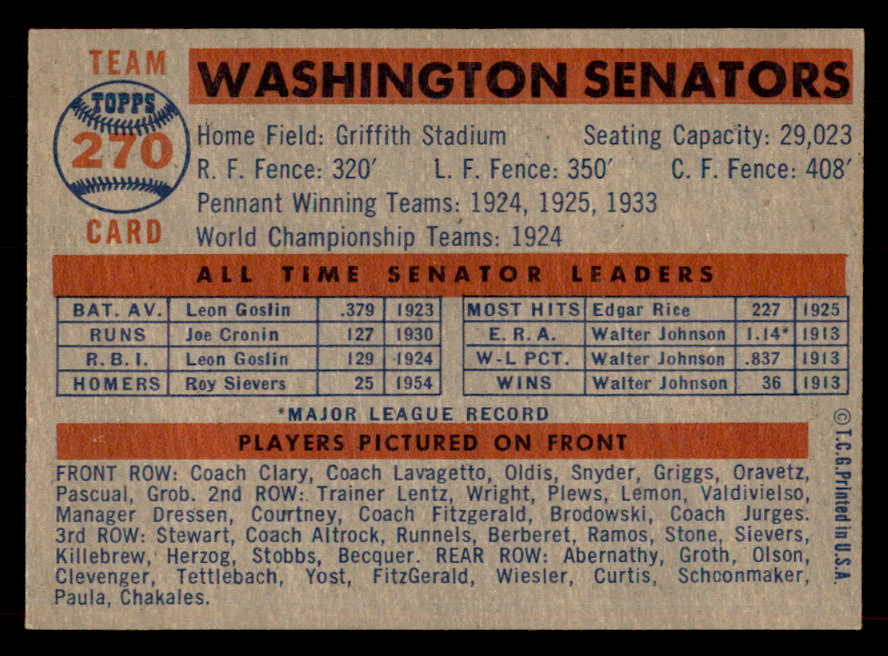 TEAM
TOPPS
270
CARD
WASHINGTON SENATORS
Home Field: Griffith Stadium Seating Capacity: 29,023
R. F. Fence: 320′ L. F. Fence: 350′ C. F. Fence: 408′
Pennant Winning Teams: 1924, 1925, 1933
World Championship Teams: 1924
ALL TIME SENATOR LEADERS
BAT. AV. Leon Goslin .379 1923 MOST HITS Edgar Rice 227 1925
RUNS Joe Cronin 127 1930 E. R. A. Walter Johnson 1.14* 1913
R. B. I. Leon Goslin 129 1924 W-L PCT. Walter Johnson .837 1913
HOMERS Roy Sievers 25 1954 WINS Walter Johnson 36 1913
*MAJOR LEAGUE RECORD
PLAYERS PICTURED ON FRONT
FRONT ROW: Coach Clary, Coach Lavagetto, Oldis, Snyder, Griggs, Oravetz,
Pascual, Grob. 2nd ROW: Trainer Lentz, Wright, Plews, Lemon, Valdivielso,
Manager Dressen, Courtney, Coach Fitzgerald, Brodowski, Coach Jurges.
3rd ROW: Stewart, Coach Altrock, Runnels, Berberet, Ramos, Stone, Sievers,
Killebrew, Herzog, Stobbs, Becquer. REAR ROW: Abernathy, Groth, Olson,
Clevenger, Tettlebach, Yost, FitzGerald, Wiesler, Curtis, Schoonmaker,
Paula, Chakales.
© T.C.G. Printed in U.S.A.